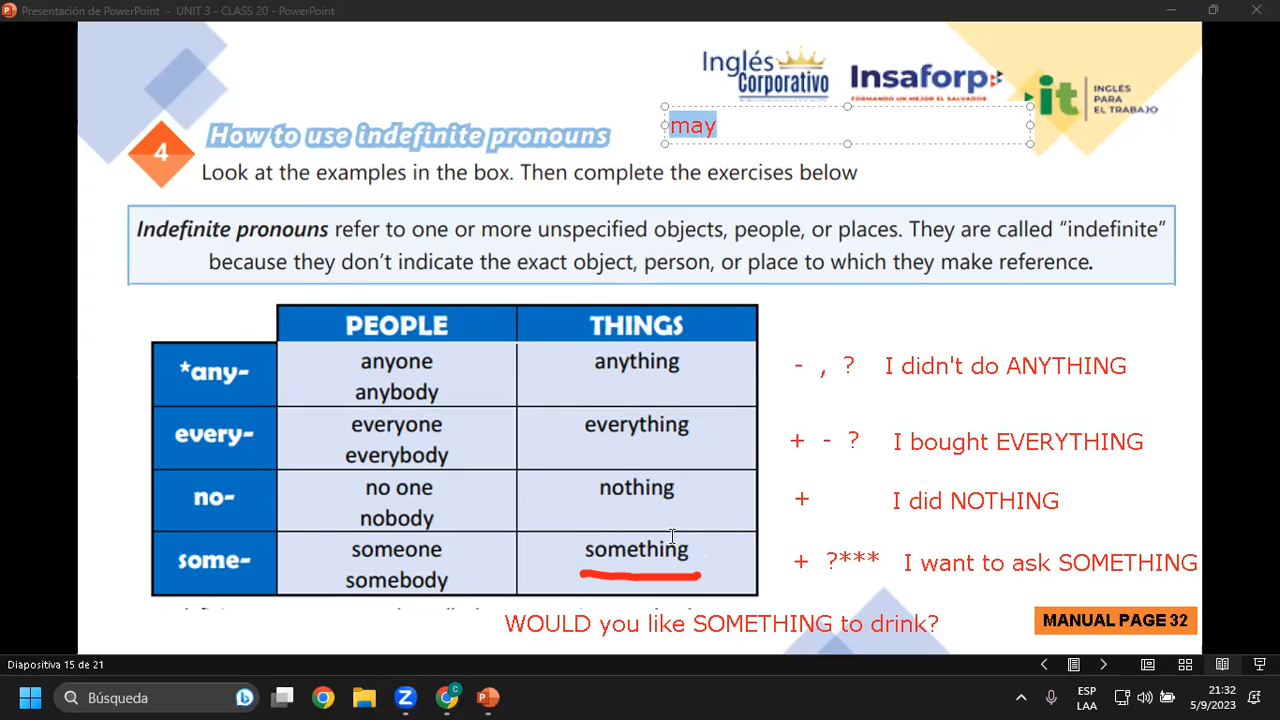 Presentación de PowerPoint - UNIT 3 - CLASS 20 - PowerPoint
Inglés Corporativo
Insaforp
FORMANDO UN MEJOR EL SALVADOR
it INGLÉS PARA EL TRABAJO
may
4 How to use indefinite pronouns
Look at the examples in the box. Then complete the exercises below
Indefinite pronouns refer to one or more unspecified objects, people, or places. They are called “indefinite”
because they don’t indicate the exact object, person, or place to which they make reference.
PEOPLE THINGS
*any- anyone anything - , ? I didn't do ANYTHING
anybody
every- everyone everything + - ? I bought EVERYTHING
everybody
no- no one nothing + I did NOTHING
nobody
some- someone something + ?*** I want to ask SOMETHING
somebody
WOULD you like SOMETHING to drink?
MANUAL PAGE 32
Diapositiva 15 de 21
Búsqueda
ESP 21:32
LAA 5/9/2023